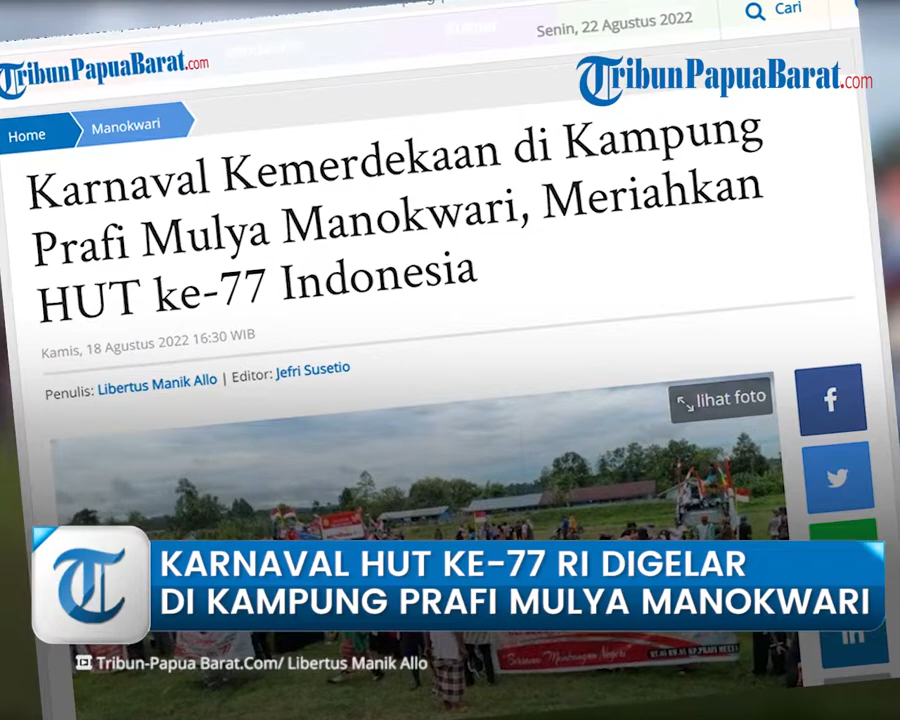 Senin, 22 Agustus 2022
Cari
TribunPapuaBarat.com
TribunPapuaBarat.com
Home
Manokwari
Karnaval Kemerdekaan di Kampung
Prafi Mulya Manokwari, Meriahkan
HUT ke-77 Indonesia
Kamis, 18 Agustus 2022 16:30 WIB
Penulis: Libertus Manik Allo | Editor: Jefri Susetio
lihat foto
KARNAVAL HUT KE-77 RI DIGELAR
DI KAMPUNG PRAFI MULYA MANOKWARI
Tribun-Papua Barat.Com/ Libertus Manik Allo